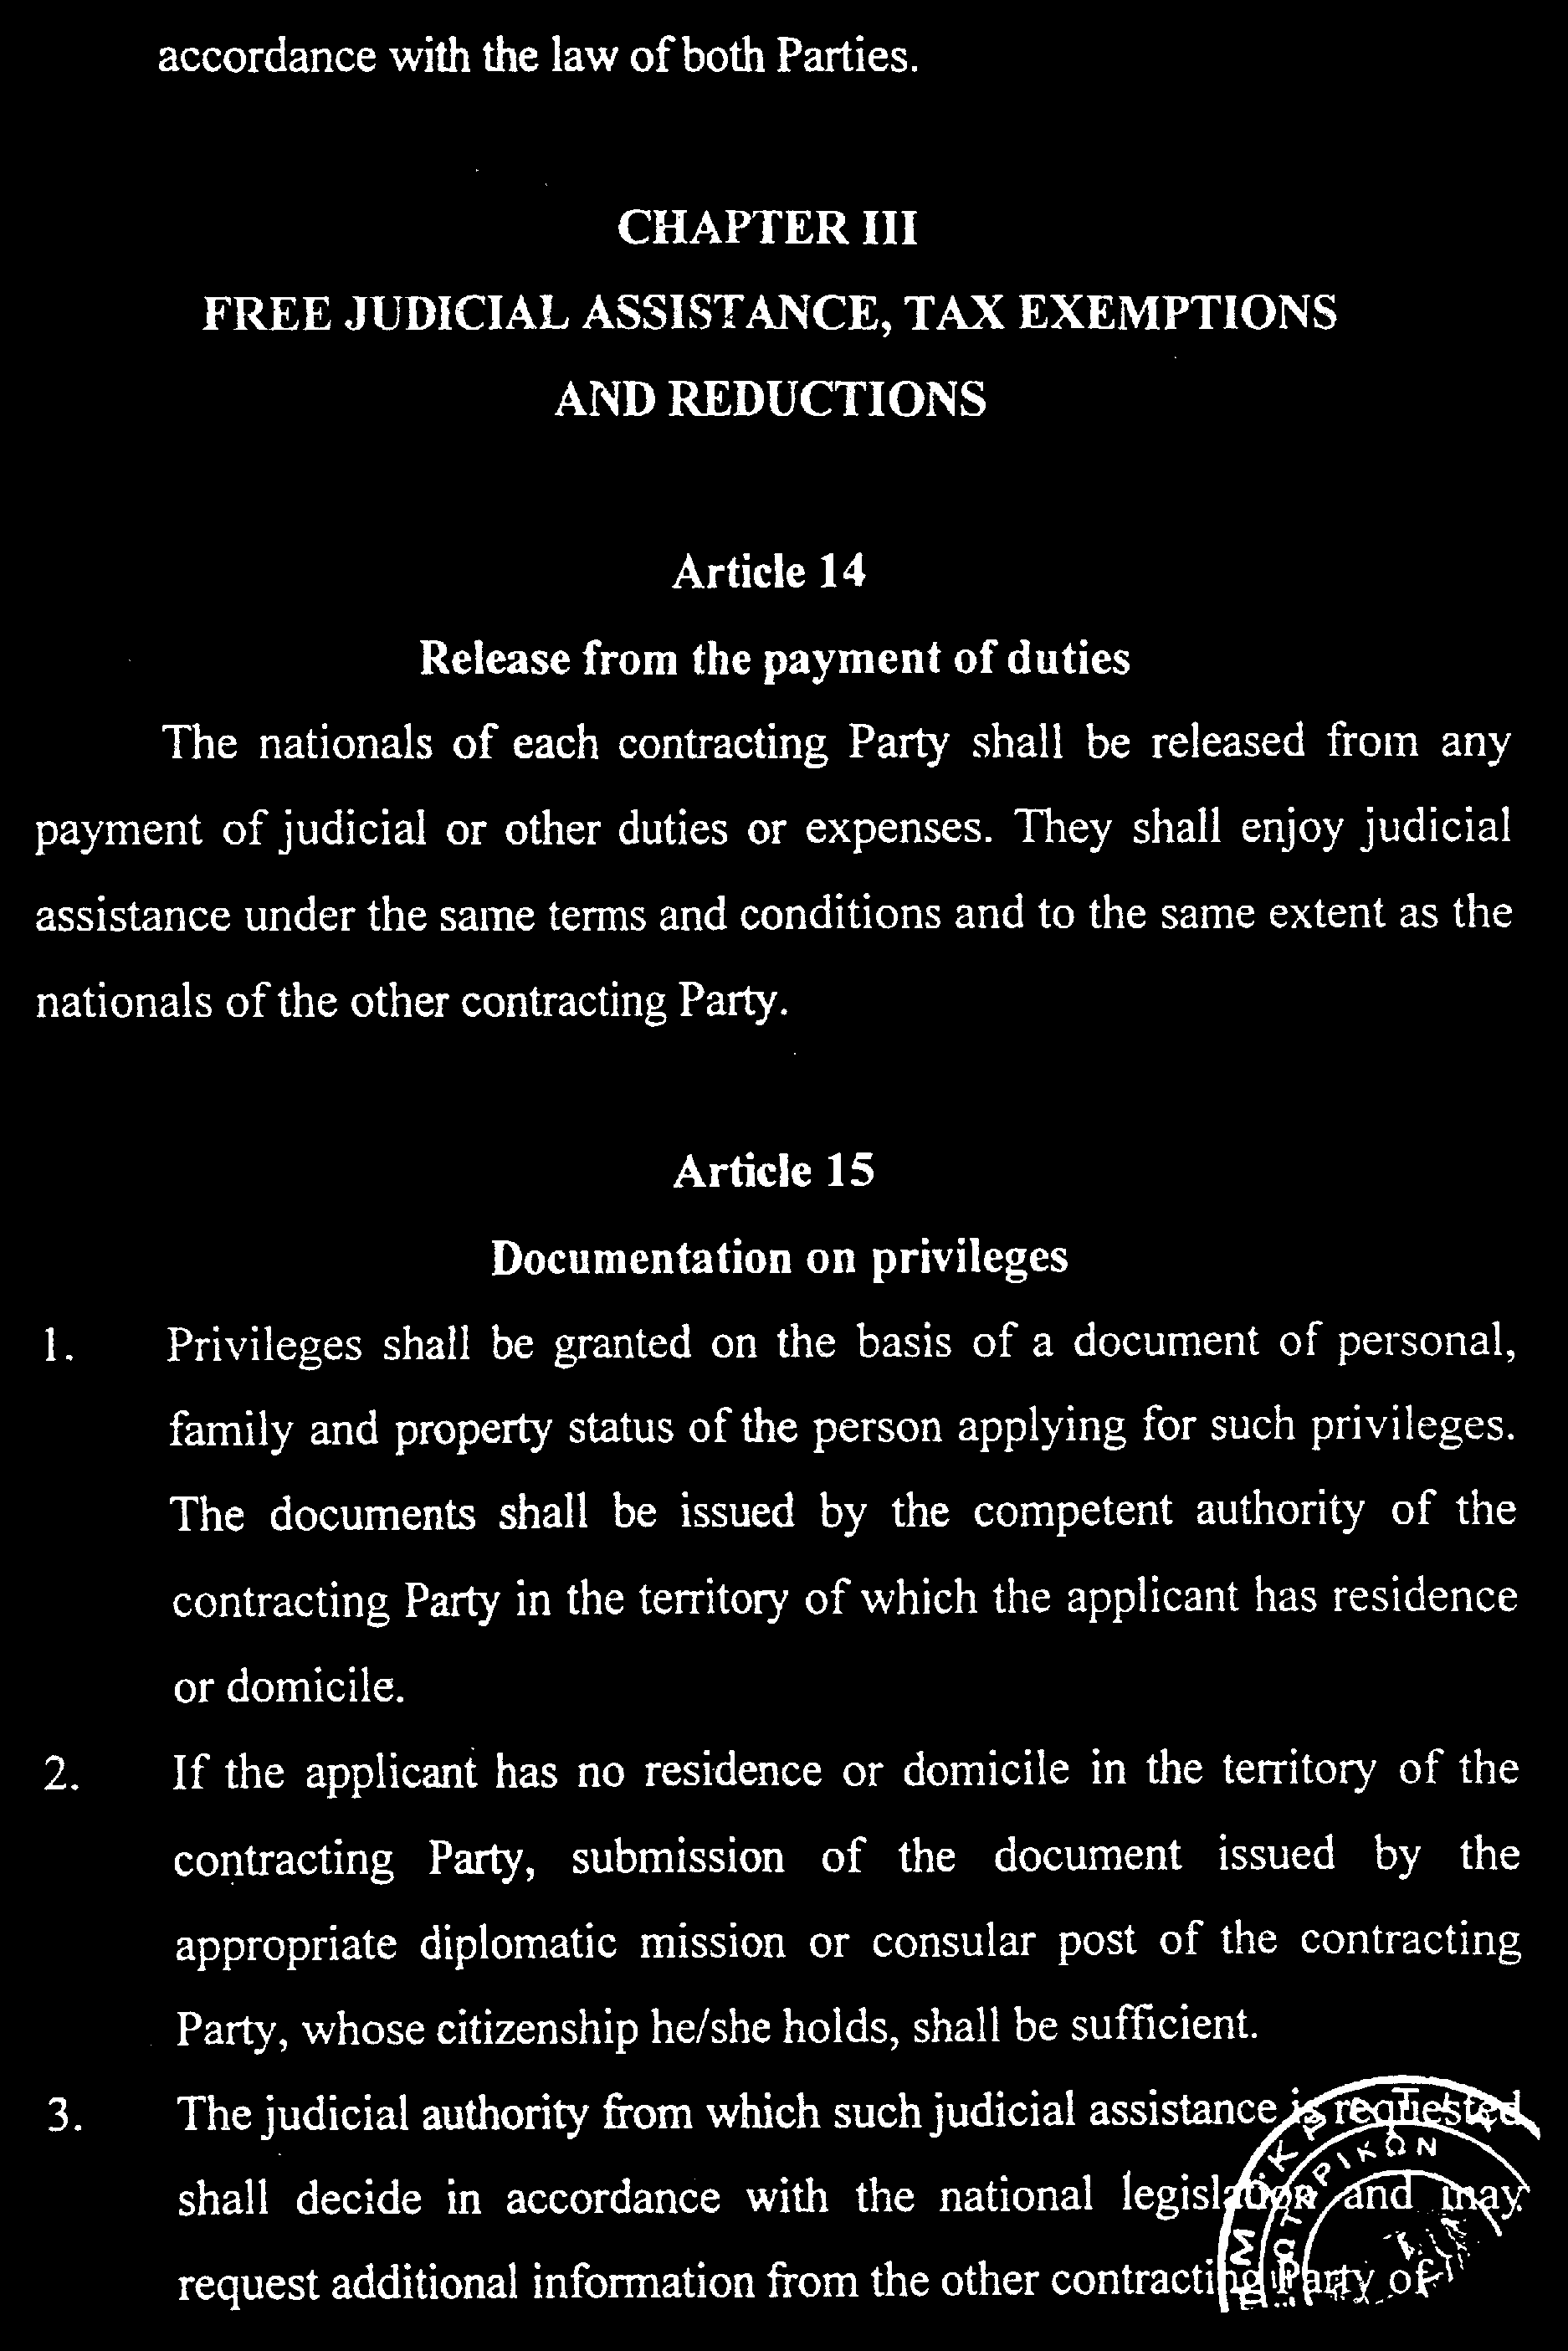 accordance with the law of both Parties.
CHAPTER III
FREE JUDICIAL ASSISTANCE, TAX EXEMPTIONS
AND REDUCTIONS
Article 14
Release from the payment of duties
The nationals of each contracting Party shall be released from any
payment of judicial or other duties or expenses. They shall enjoy judicial
assistance under the same terms and conditions and to the same extent as the
nationals of the other contracting Party.
Article 15
Documentation on privileges
1. Privileges shall be granted on the basis of a document of personal,
family and property status of the person applying for such privileges.
The documents shall be issued by the competent authority of the
contracting Party in the territory of which the applicant has residence
or domicile.
2. If the applicant has no residence or domicile in the territory of the
contracting Party, submission of the document issued by the
appropriate diplomatic mission or consular post of the contracting
Party, whose citizenship he/she holds, shall be sufficient.
3. The judicial authority from which such judicial assistance is requested
shall decide in accordance with the national legislation and may
request additional information from the other contracting Party of